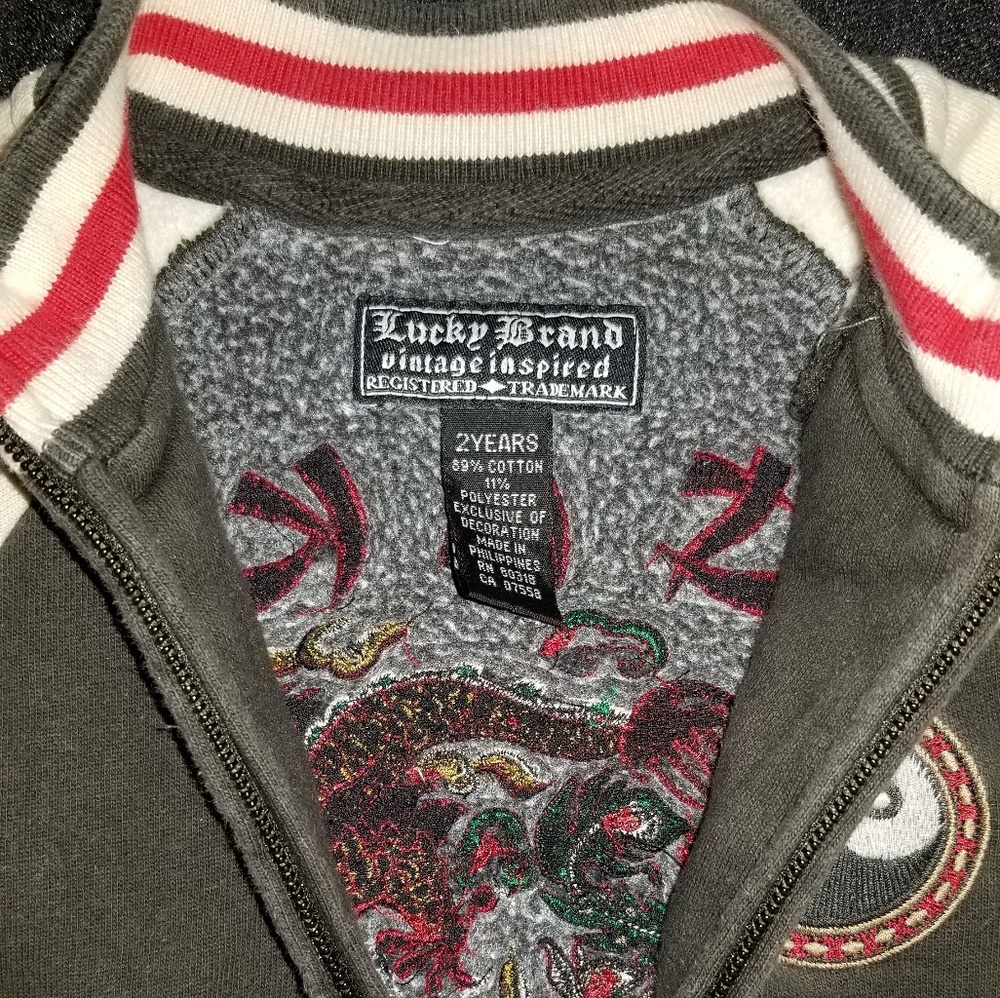 Lucky Brand
vintage inspired
REGISTERED TRADEMARK
2YEARS
89% COTTON
11%
POLYESTER
EXCLUSIVE OF
DECORATION
MADE IN
PHILIPPINES
RN 80318
CA 07558